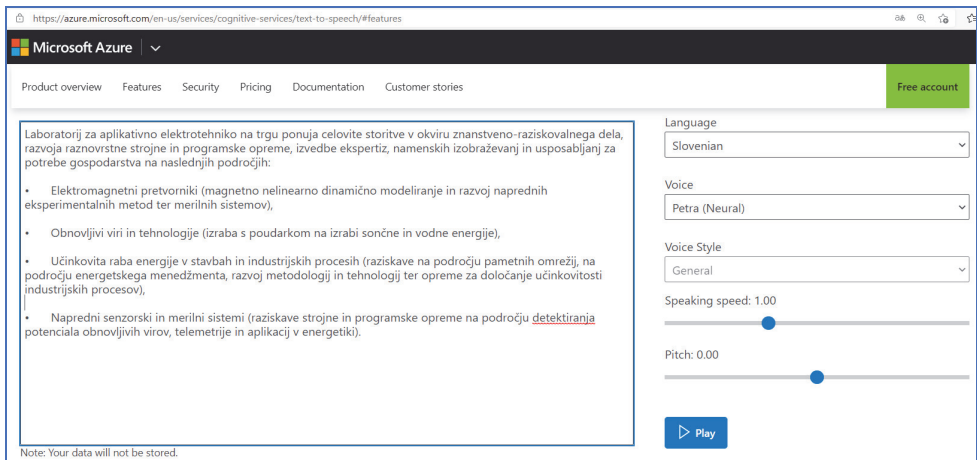 https://azure.microsoft.com/en-us/services/cognitive-services/text-to-speech/#features
Microsoft Azure
Product overview Features Security Pricing Documentation Customer stories Free account
Laboratorij za aplikativno elektrotehniko na trgu ponuja celovite storitve v okviru znanstveno-raziskovalnega dela,
razvoja raznovrstne strojne in programske opreme, izvedbe ekspertiz, namenskih izobraževanj in usposabljanj za
potrebe gospodarstva na naslednjih področjih:
• Elektromagnetni pretvorniki (magnetno nelinearno dinamično modeliranje in razvoj naprednih
eksperimentalnih metod ter merilnih sistemov),
• Obnovljivi viri in tehnologije (izraba s poudarkom na izrabi sončne in vodne energije),
• Učinkovita raba energije v stavbah in industrijskih procesih (raziskave na področju pametnih omrežij, na
področju energetskega menedžmenta, razvoj metodologij in tehnologij ter opreme za določanje učinkovitosti
industrijskih procesov),
• Napredni senzorski in merilni sistemi (raziskave strojne in programske opreme na področju detektiranja
potenciala obnovljivih virov, telemetrije in aplikacij v energetiki).
Note: Your data will not be stored.
Language
Slovenian
Voice
Petra (Neural)
Voice Style
General
Speaking speed: 1.00
Pitch: 0.00
Play